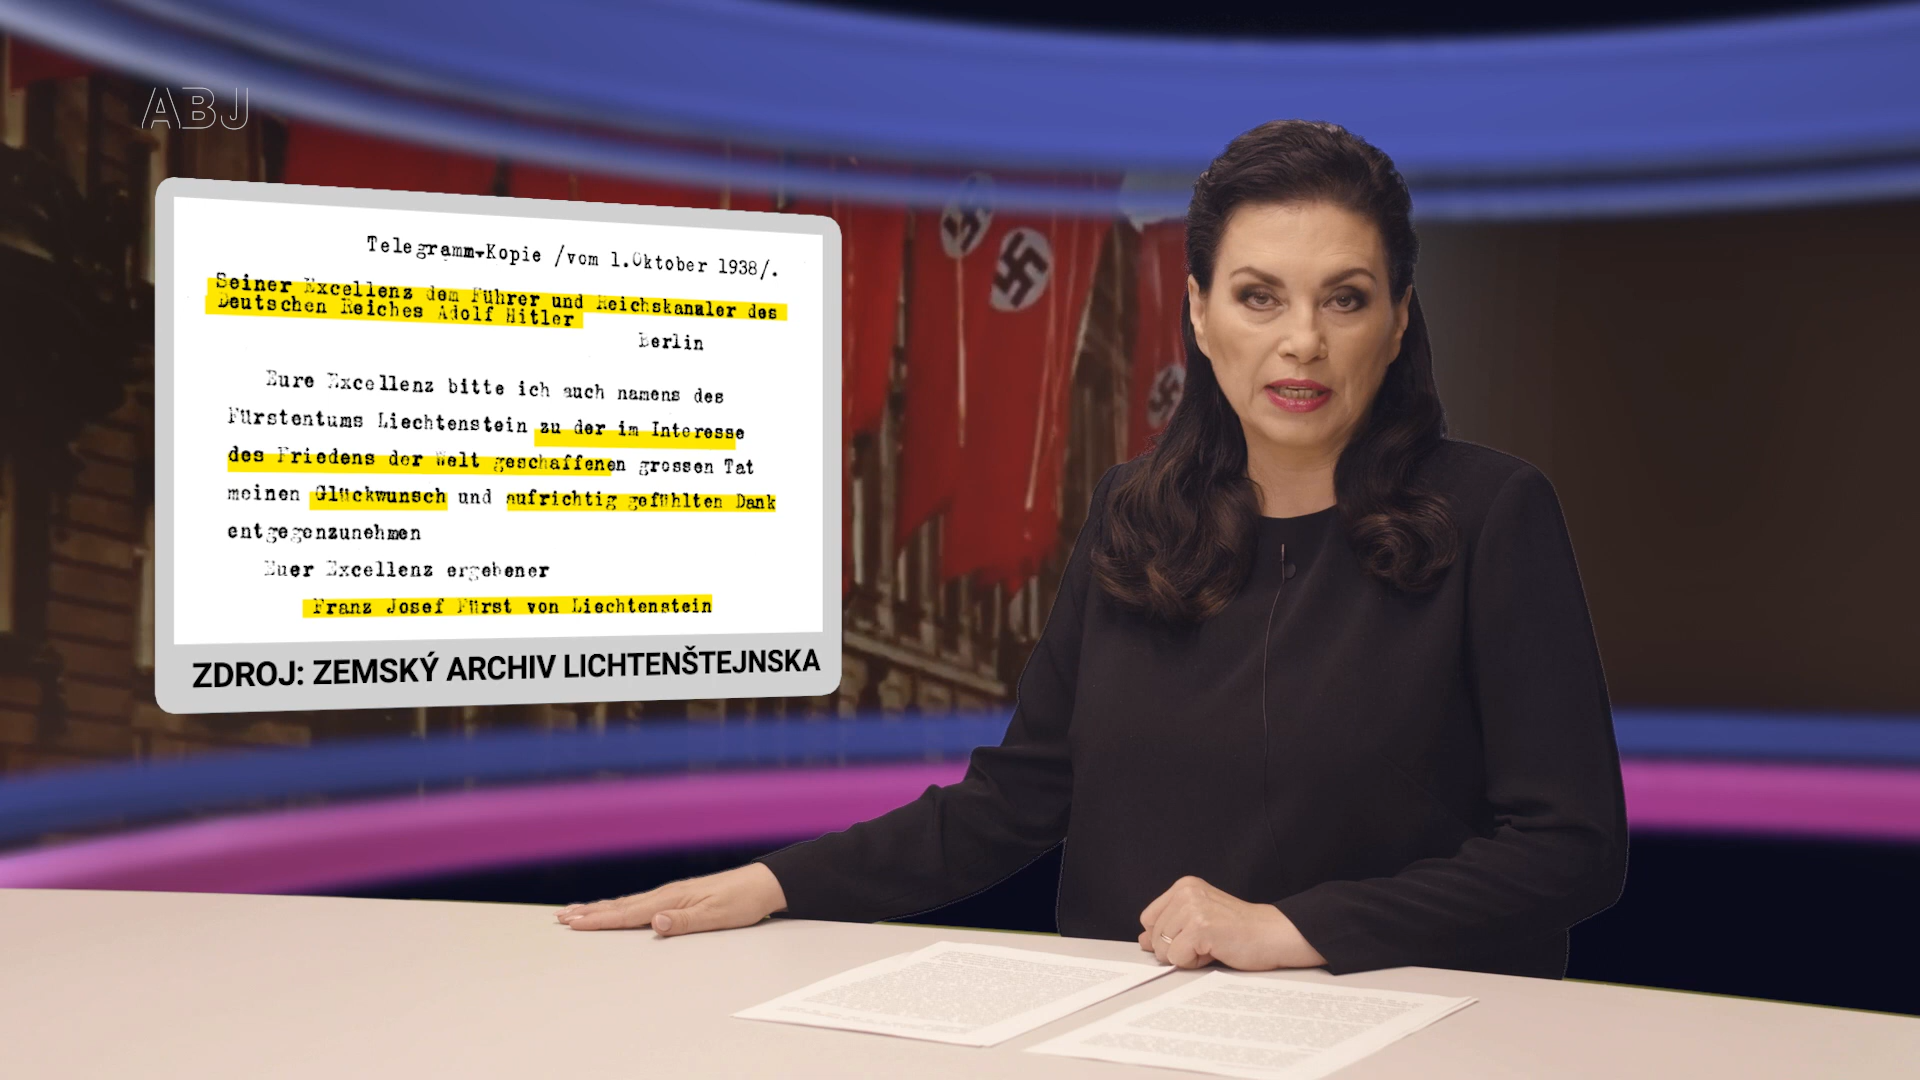 ABJ
Telegramm-Kopie /vom 1.Oktober 1938/.
Seiner Excellenz dem Führer und Reichskanzler des
Deutschen Reiches Adolf Hitler
Berlin
Eure Excellenz bitte ich auch namens des
Fürstentums Liechtenstein zu der im Interesse
des Friedens der Welt geschaffenen grossen Tat
meinen Glückwunsch und aufrichtig gefühlten Dank
entgegenzunehmen
Euer Excellenz ergebener
Franz Josef Fürst von Liechtenstein
ZDROJ: ZEMSKÝ ARCHIV LICHTENŠTEJNSKA